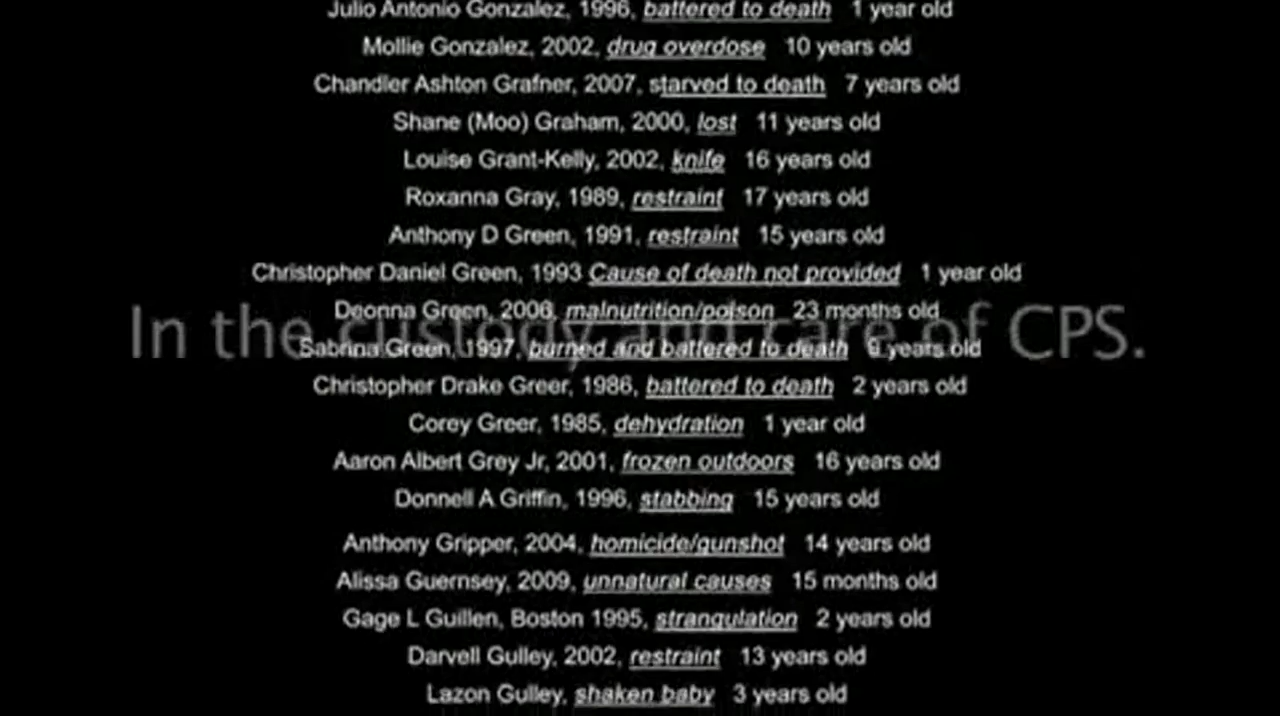 Julio Antonio Gonzalez, 1996, battered to death 1 year old
Mollie Gonzalez, 2002, drug overdose 10 years old
Chandler Ashton Grafner, 2007, starved to death 7 years old
Shane (Moo) Graham, 2000, lost 11 years old
Louise Grant-Kelly, 2002, knife 16 years old
Roxanna Gray, 1989, restraint 17 years old
Anthony D Green, 1991, restraint 15 years old
Christopher Daniel Green, 1993 Cause of death not provided 1 year old
Deonna Green, 2006, malnutrition/poison 23 months old
In the custody and care of CPS.
Sabrina Green, 1997, burned and battered to death 9 years old
Christopher Drake Greer, 1986, battered to death 2 years old
Corey Greer, 1985, dehydration 1 year old
Aaron Albert Grey Jr, 2001, frozen outdoors 16 years old
Donnell A Griffin, 1996, stabbing 15 years old
Anthony Gripper, 2004, homicide/gunshot 14 years old
Alissa Guernsey, 2009, unnatural causes 15 months old
Gage L Guillen, Boston 1995, strangulation 2 years old
Darvell Gulley, 2002, restraint 13 years old
Lazon Gulley, shaken baby 3 years old